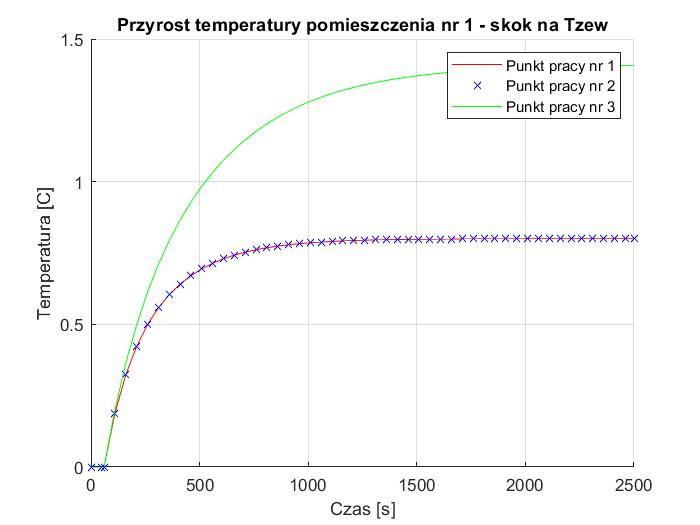 Przyrost temperatury pomieszczenia nr 1 - skok na Tzew
1.5
1
0.5
0
Temperatura [C]
Punkt pracy nr 1
Punkt pracy nr 2
Punkt pracy nr 3
0 500 1000 1500 2000 2500
Czas [s]